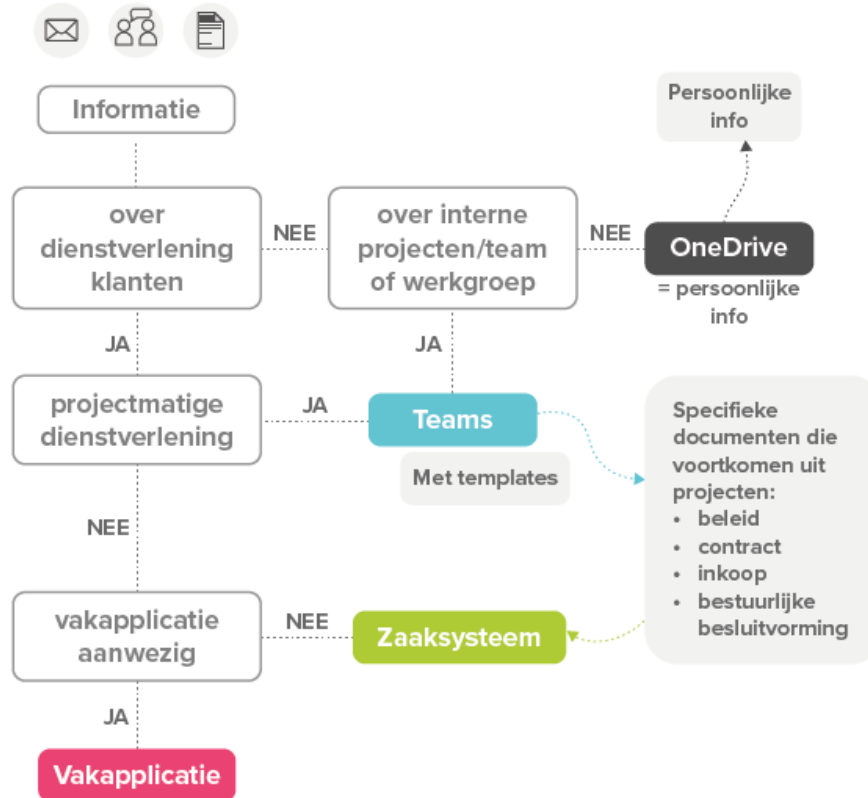 Informatie
Persoonlijke
info
over
dienstverlening
klanten
NEE
over interne
projecten/team
of werkgroep
NEE
OneDrive
= persoonlijke
info
JA
JA
projectmatige
dienstverlening
JA
Teams
Met templates
Specifieke
documenten die
voortkomen uit
projecten:
• beleid
• contract
• inkoop
• bestuurlijke
besluitvorming
NEE
vakapplicatie
aanwezig
NEE
Zaaksysteem
JA
Vakapplicatie